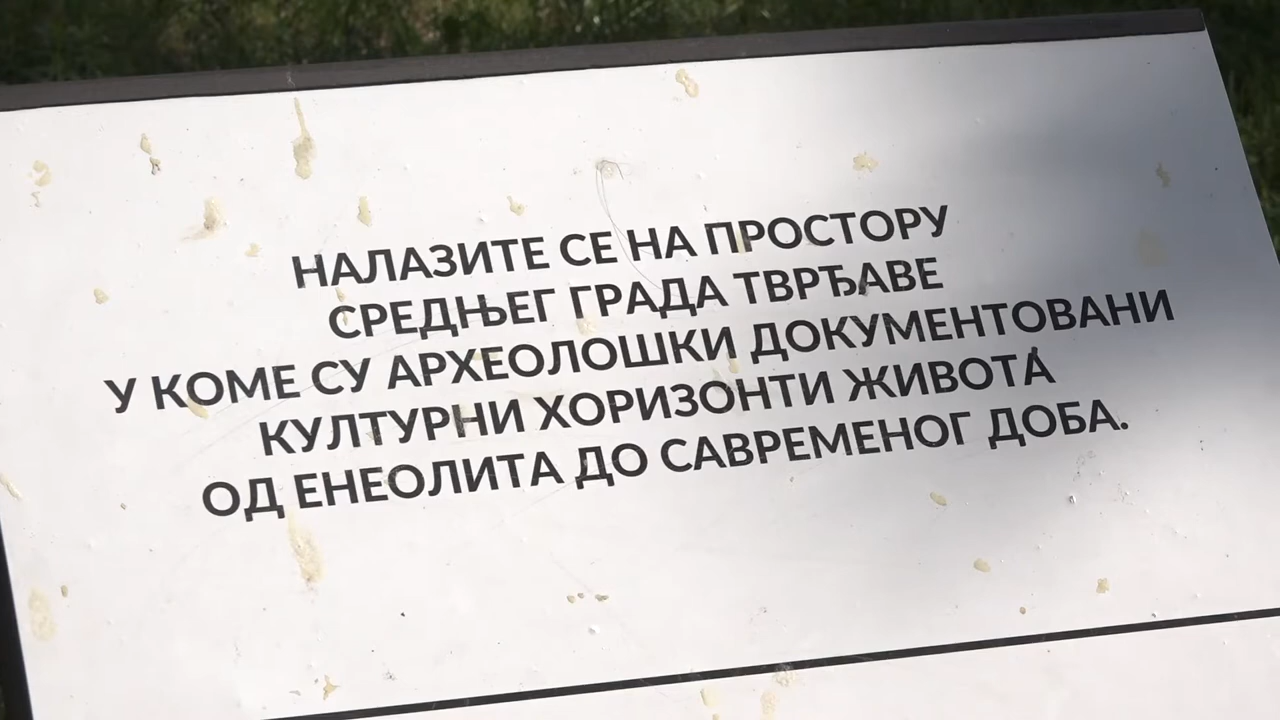 НАЛАЗИТЕ СЕ НА ПРОСТОРУ
СРЕДЊЕГ ГРАДА ТВРЂАВЕ
У КОМЕ СУ АРХЕОЛОШКИ ДОКУМЕНТОВАНИ
КУЛТУРНИ ХОРИЗОНТИ ЖИВОТА
ОД ЕНЕОЛИТА ДО САВРЕМЕНОГ ДОБА.